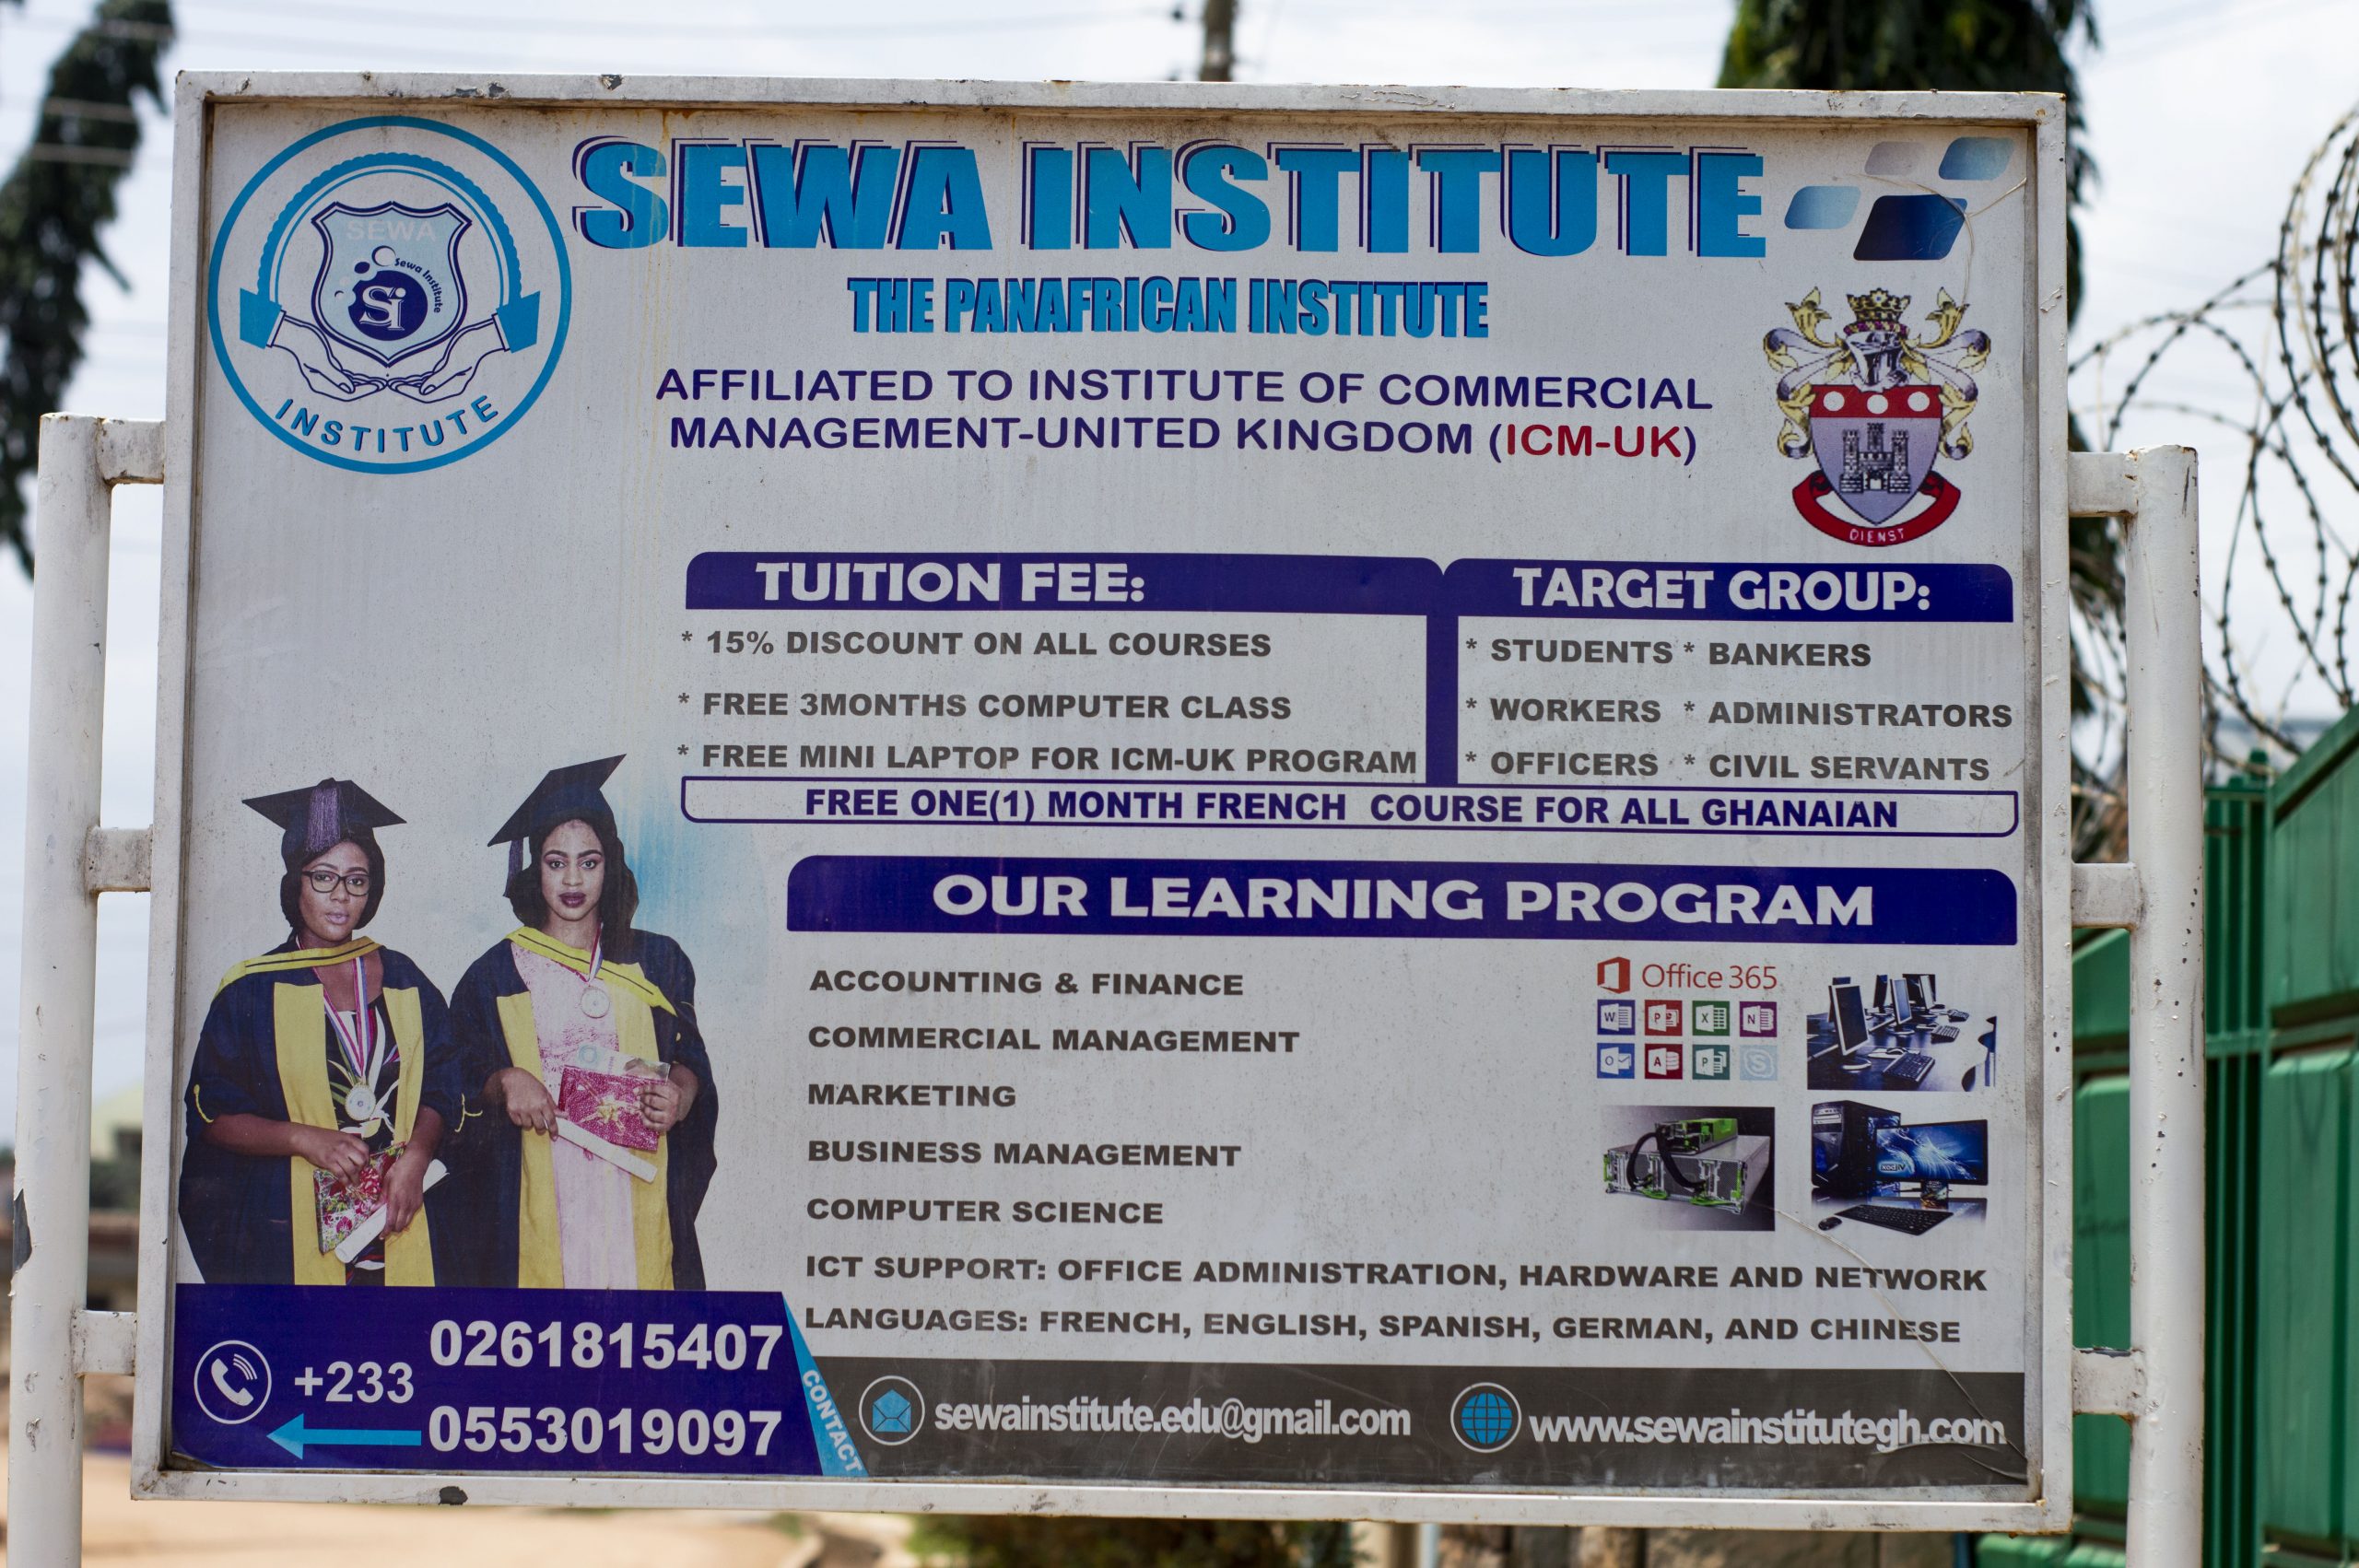 SEWA INSTITUTE
THE PANAFRICAN INSTITUTE
AFFILIATED TO INSTITUTE OF COMMERCIAL
MANAGEMENT-UNITED KINGDOM (ICM-UK)
SEWA
Sewa Institute
Si
INSTITUTE
DIENST
TUITION FEE:
* 15% DISCOUNT ON ALL COURSES
* FREE 3MONTHS COMPUTER CLASS
* FREE MINI LAPTOP FOR ICM-UK PROGRAM
TARGET GROUP:
* STUDENTS * BANKERS
* WORKERS * ADMINISTRATORS
* OFFICERS * CIVIL SERVANTS
FREE ONE(1) MONTH FRENCH COURSE FOR ALL GHANAIAN
OUR LEARNING PROGRAM
ACCOUNTING & FINANCE
COMMERCIAL MANAGEMENT
MARKETING
BUSINESS MANAGEMENT
COMPUTER SCIENCE
ICT SUPPORT: OFFICE ADMINISTRATION, HARDWARE AND NETWORK
LANGUAGES: FRENCH, ENGLISH, SPANISH, GERMAN, AND CHINESE
Office 365
W P X N
O A P S
+233
0261815407
0553019097
CONTACT
sewainstitute.edu@gmail.com
www.sewainstitutegh.com